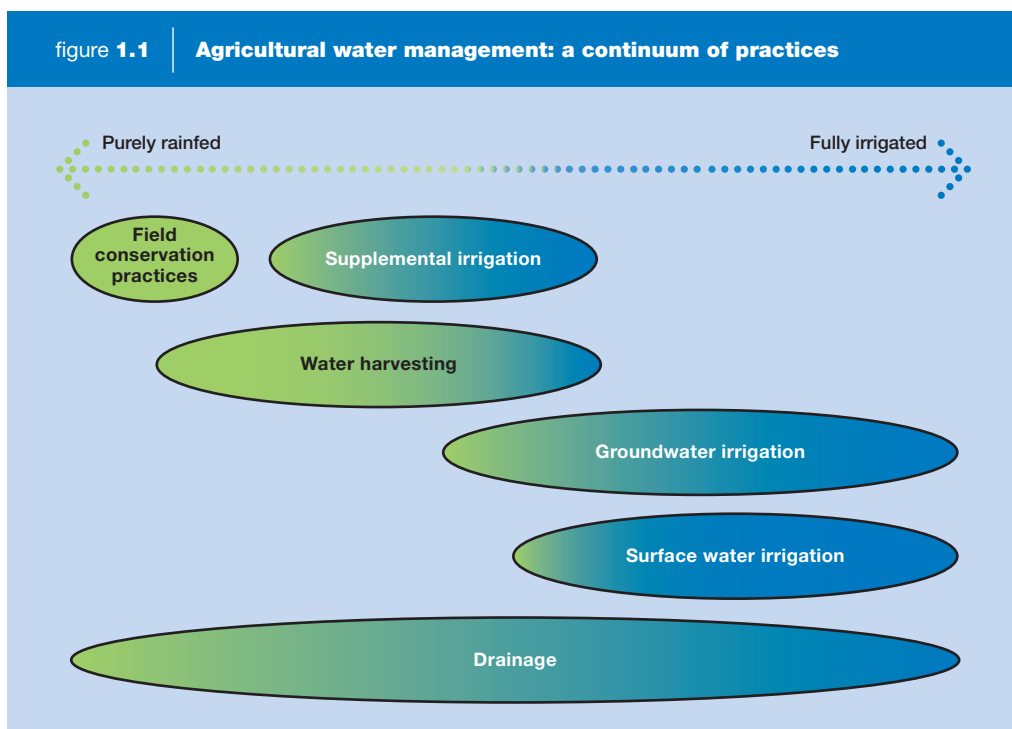 figure 1.1
Agricultural water management: a continuum of practices
Purely rainfed
Fully irrigated
Field
conservation
practices
Supplemental irrigation
Water harvesting
Groundwater irrigation
Surface water irrigation
Drainage